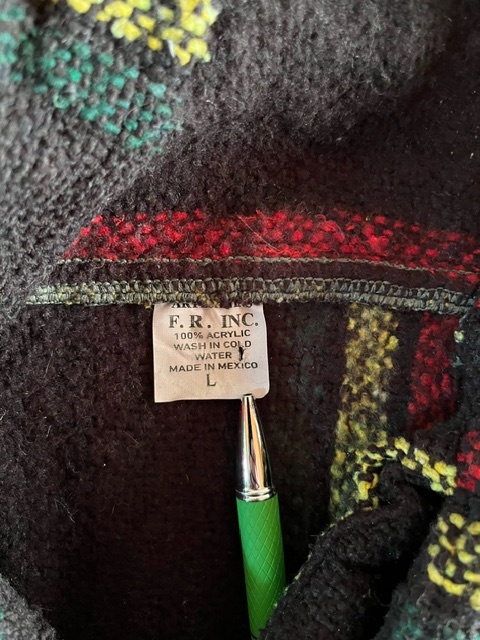 F. R. INC.
100% ACRYLIC
WASH IN COLD
WATER
MADE IN MEXICO
L